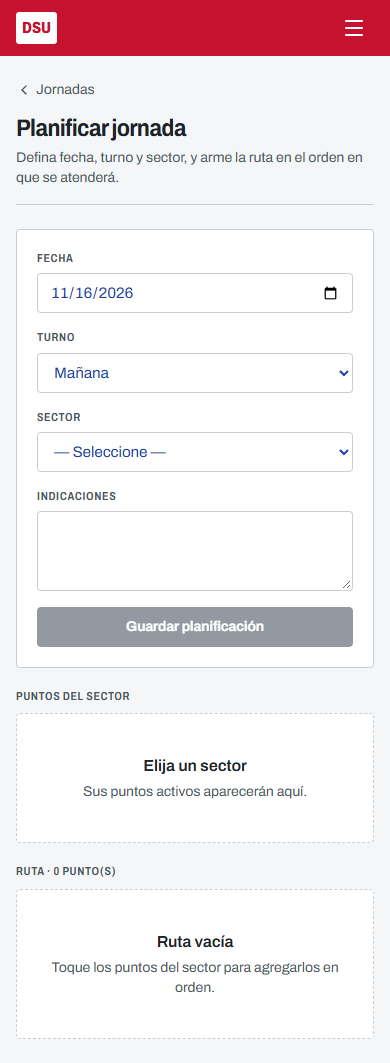 DSU
Jornadas
Planificar jornada
Defina fecha, turno y sector, y arme la ruta en el orden en
que se atenderá.
FECHA
11/16/2026
TURNO
Mañana
SECTOR
— Seleccione —
INDICACIONES
Guardar planificación
PUNTOS DEL SECTOR
Elija un sector
Sus puntos activos aparecerán aquí.
RUTA · 0 PUNTO(S)
Ruta vacía
Toque los puntos del sector para agregarlos en
orden.